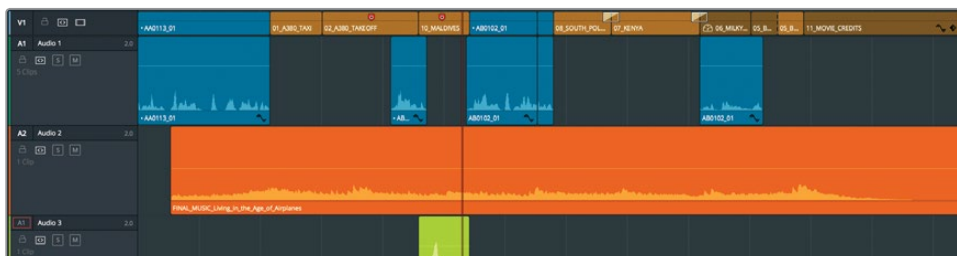 V1
• AA0113_01
01_A380_TAXI
02_A380_TAKEOFF
10_MALDIVES
• AB0102_01
08_SOUTH_POL...
07_KENYA
06_MILKY...
05_B...
05_B...
11_MOVIE_CREDITS
A1 Audio 1 2.0
S M
5 Clips
• AA0113_01
• AB...
AB0102_01
AB0102_01
A2 Audio 2 2.0
S M
1 Clip
FINAL_MUSIC_Living_in_the_Age_of_Airplanes
A1 Audio 3 2.0
S M
1 Clip